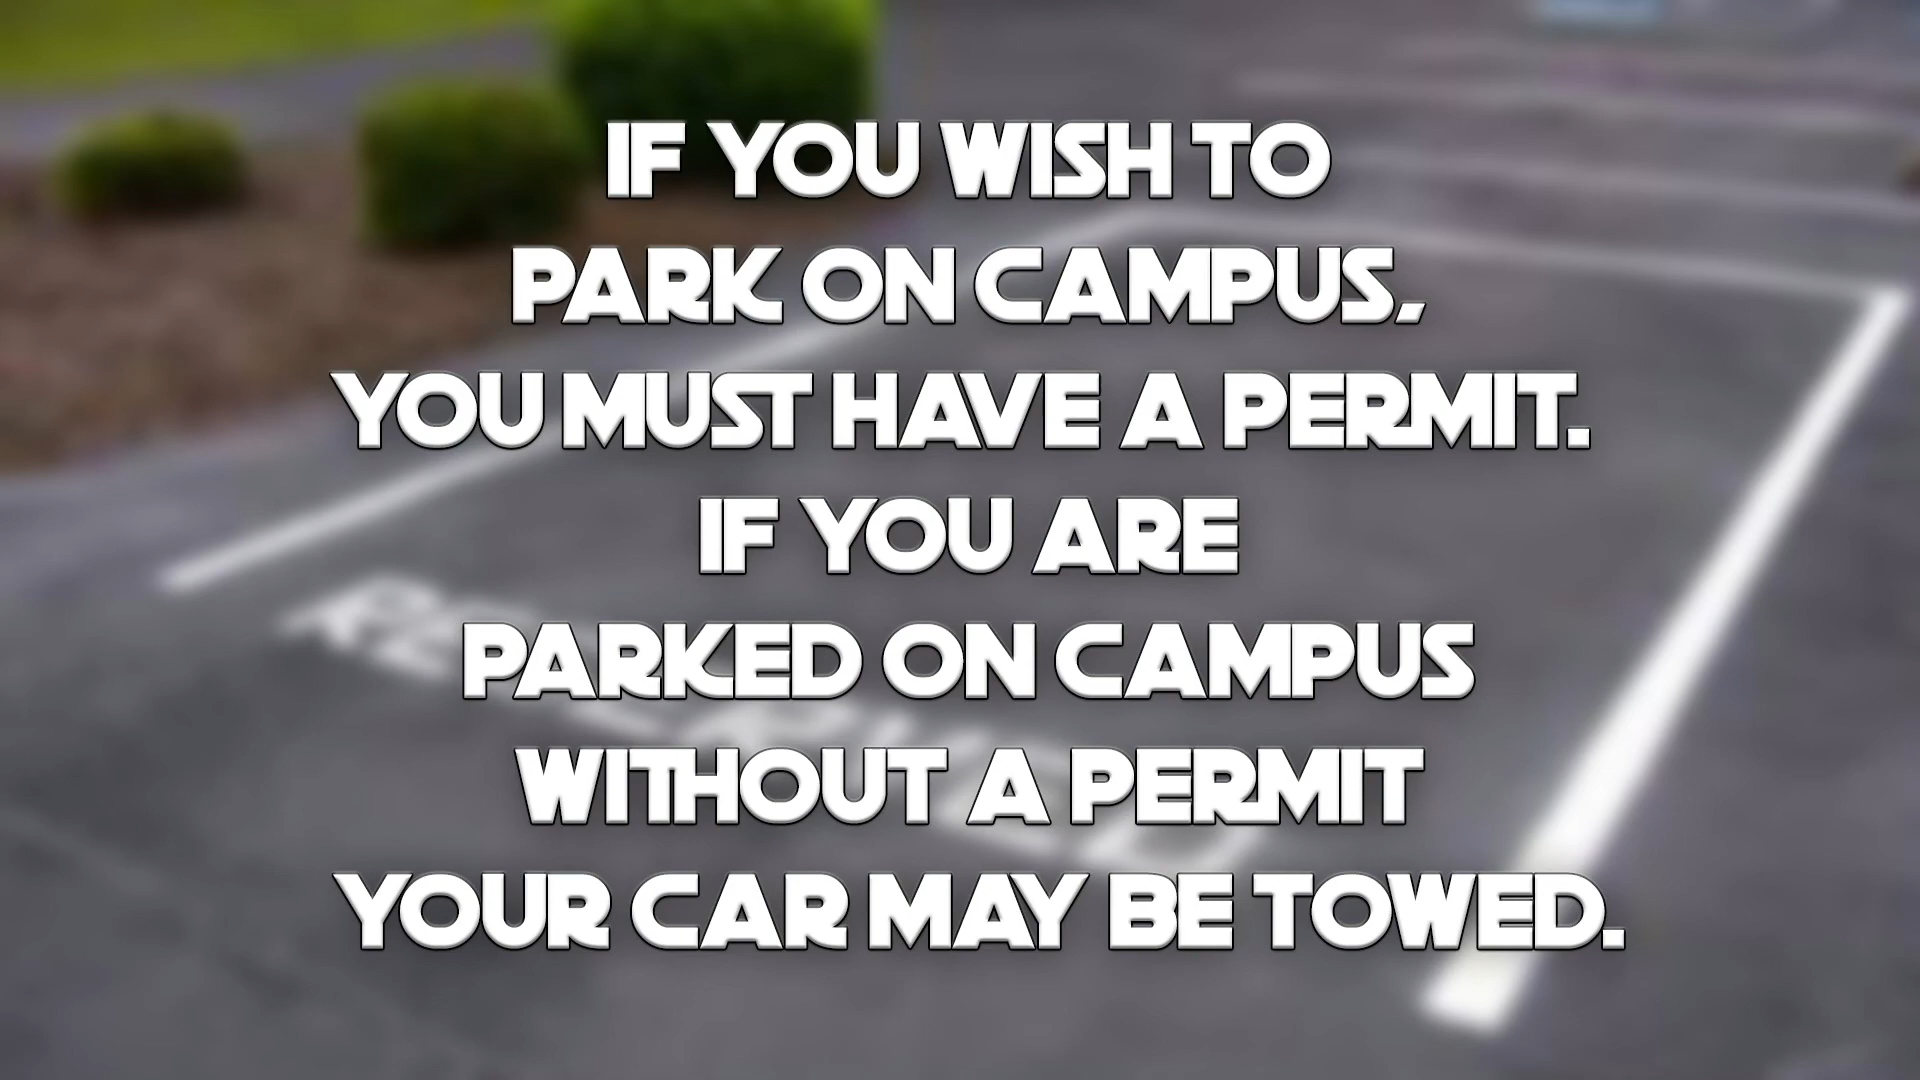 IF YOU WISH TO
PARK ON CAMPUS,
YOU MUST HAVE A PERMIT.
IF YOU ARE
PARKED ON CAMPUS
WITHOUT A PERMIT
YOUR CAR MAY BE TOWED.